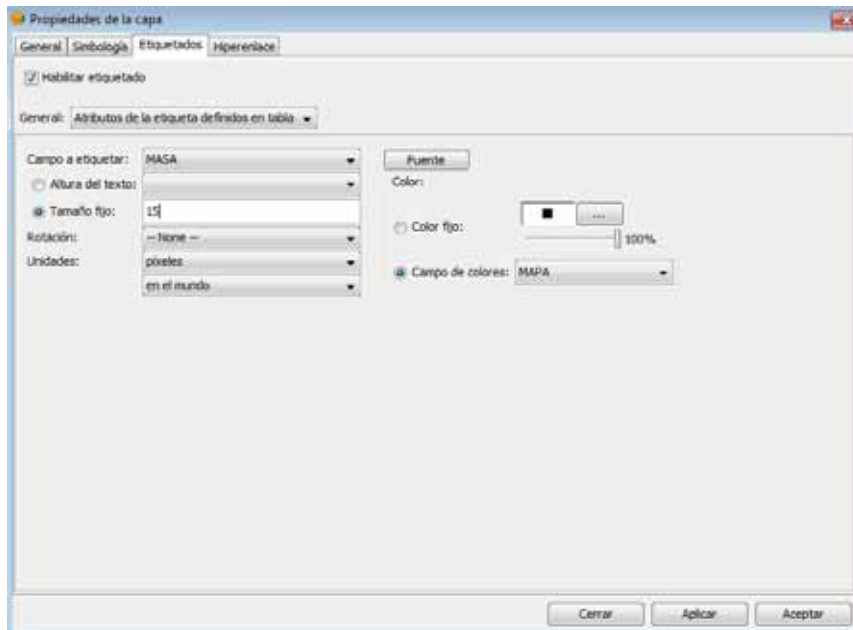 Propiedades de la capa
General Simbología Etiquetados Hiperenlace
Habilitar etiquetado
General: Atributos de la etiqueta definidos en tabla
Campo a etiquetar: MASA Fuente
Altura del texto: Color:
Tamaño fijo: 15
Color fijo: ...
Rotación: -- None -- 100%
Unidades: píxeles
Campo de colores: MAPA
en el mundo
Cerrar Aplicar Aceptar